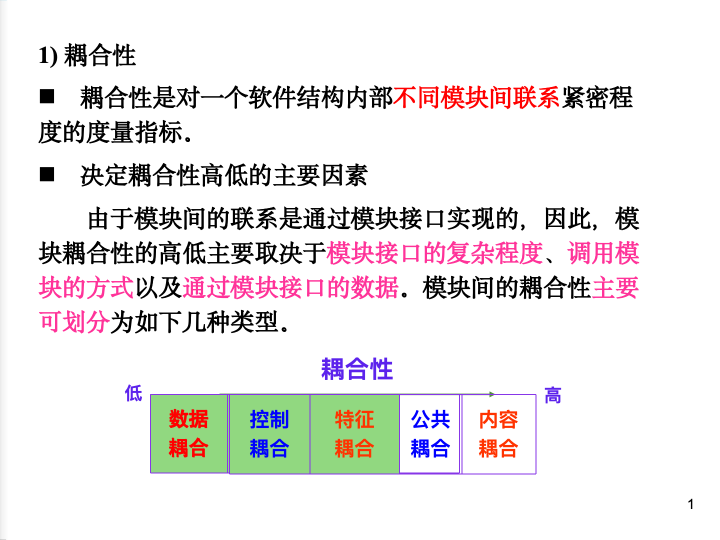 1) 耦合性
■ 耦合性是对一个软件结构内部不同模块间联系紧密程
度的度量指标．
■ 决定耦合性高低的主要因素
由于模块间的联系是通过模块接口实现的，因此，模
块耦合性的高低主要取决于模块接口的复杂程度、调用模
块的方式以及通过模块接口的数据．模块间的耦合性主要
可划分为如下几种类型．
耦合性
低 高
数据 控制 特征 公共 内容
耦合 耦合 耦合 耦合 耦合
1